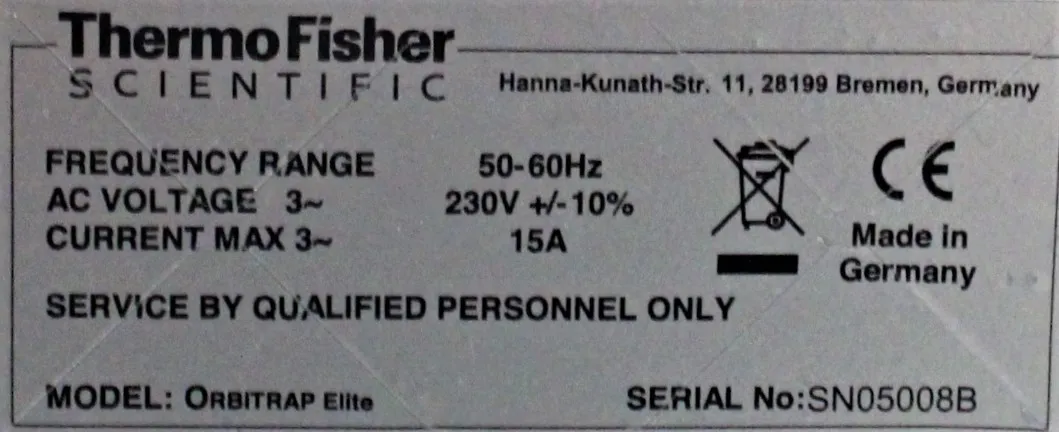 ThermoFisher
SCIENTIFIC
Hanna-Kunath-Str. 11, 28199 Bremen, Germany
FREQUENCY RANGE 50-60Hz
AC VOLTAGE 3~ 230V +/-10%
CURRENT MAX 3~ 15A
CE
Made in
Germany
SERVICE BY QUALIFIED PERSONNEL ONLY
MODEL: ORBITRAP Elite SERIAL No:SN05008B